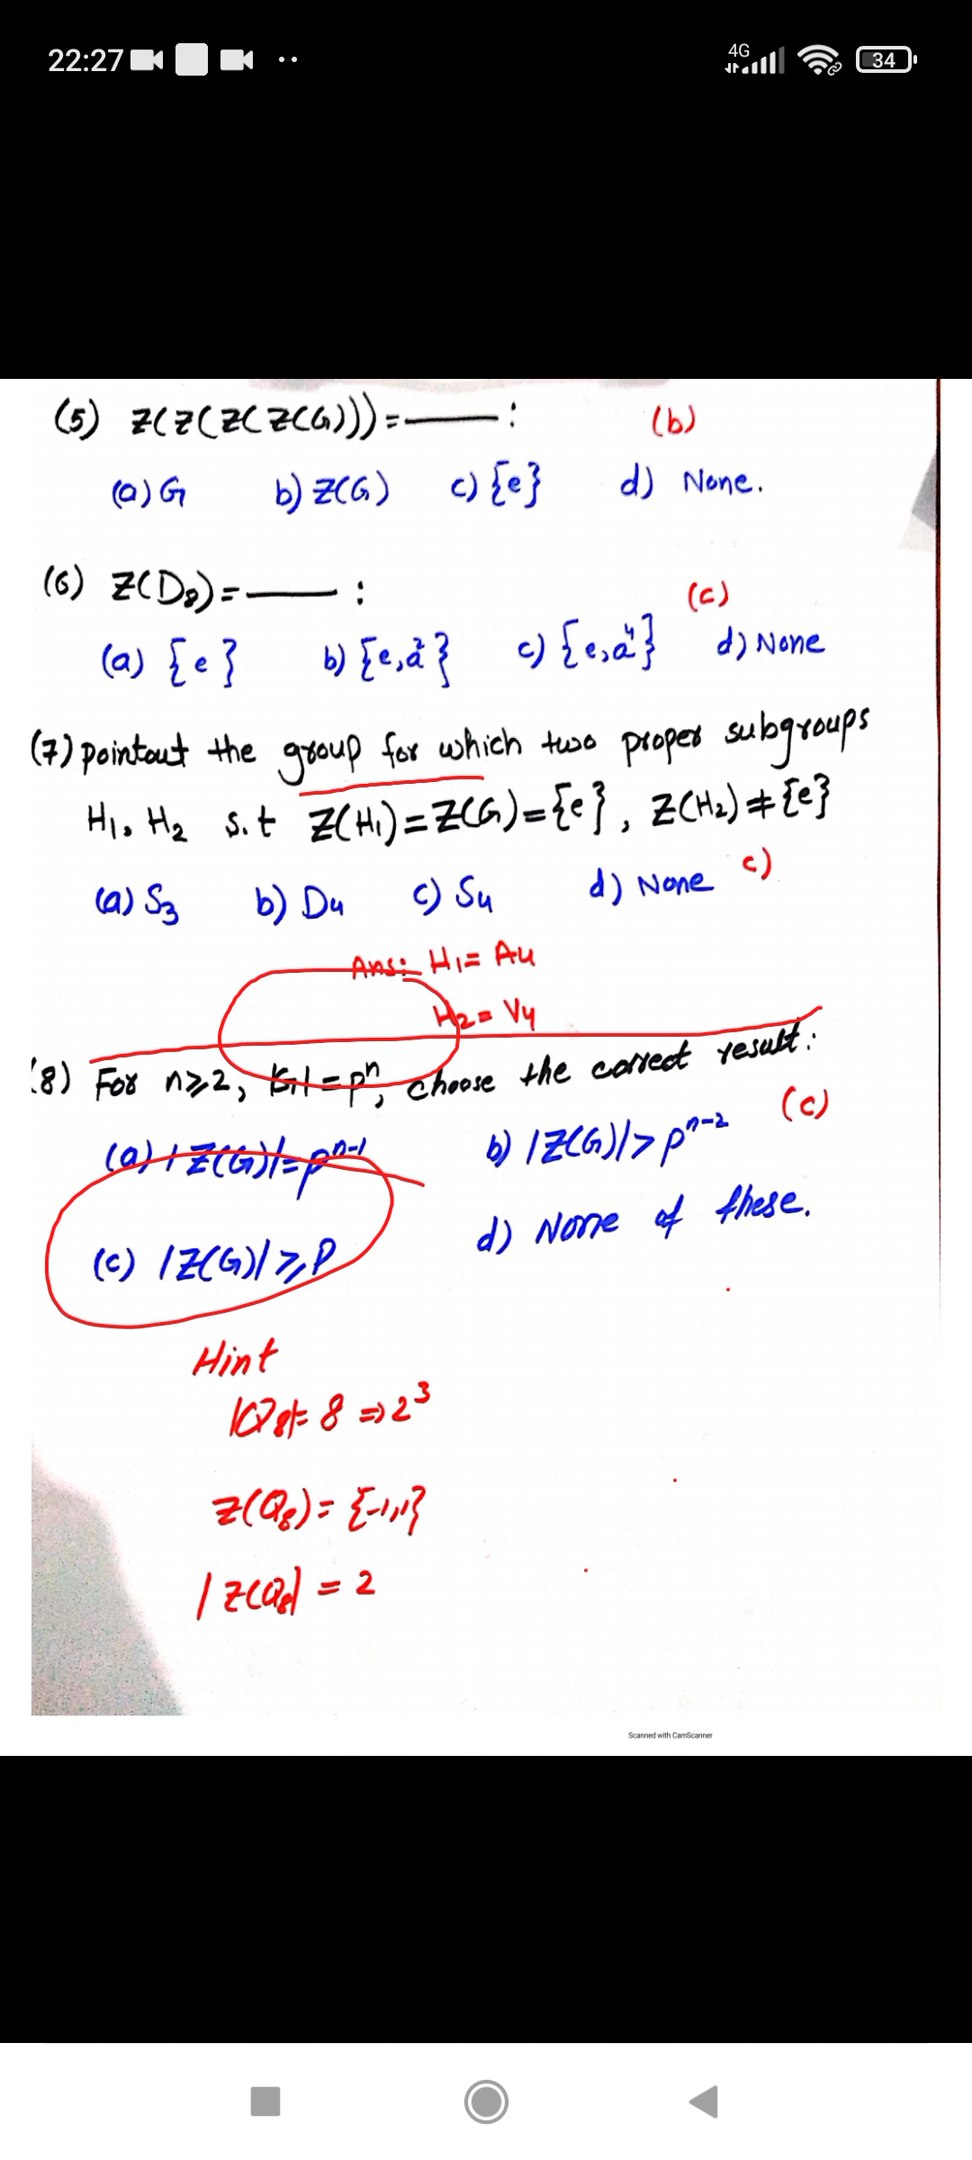 22:27
4G
34
(5) Z(Z(Z(Z(G)))=——— :
(b)
(a) G b) Z(G) c) {e} d) None.
(6) Z(D8)=——— :
(c)
(a) {e} b) {e,a²} c) {e,a⁴} d) None
(7) pointout the group for which two proper subgroups
H₁, H₂ s.t Z(H₁)=Z(G)={e}, Z(H₂)≠{e}
(a) S₃ b) D₄ c) S₄ d) None c)
Ans: H₁= A₄
H₂= V₄
(8) For n≥2, |G|=pⁿ, choose the correct result:
(c)
(a) |Z(G)|=pⁿ⁻¹ b) |Z(G)|>pⁿ⁻²
(c) |Z(G)|≥p d) None of these.
Hint
|Q8|= 8 ⇒2³
Z(Q8)= {-1,1}
|Z(Q8)| = 2
Scanned with CamScanner